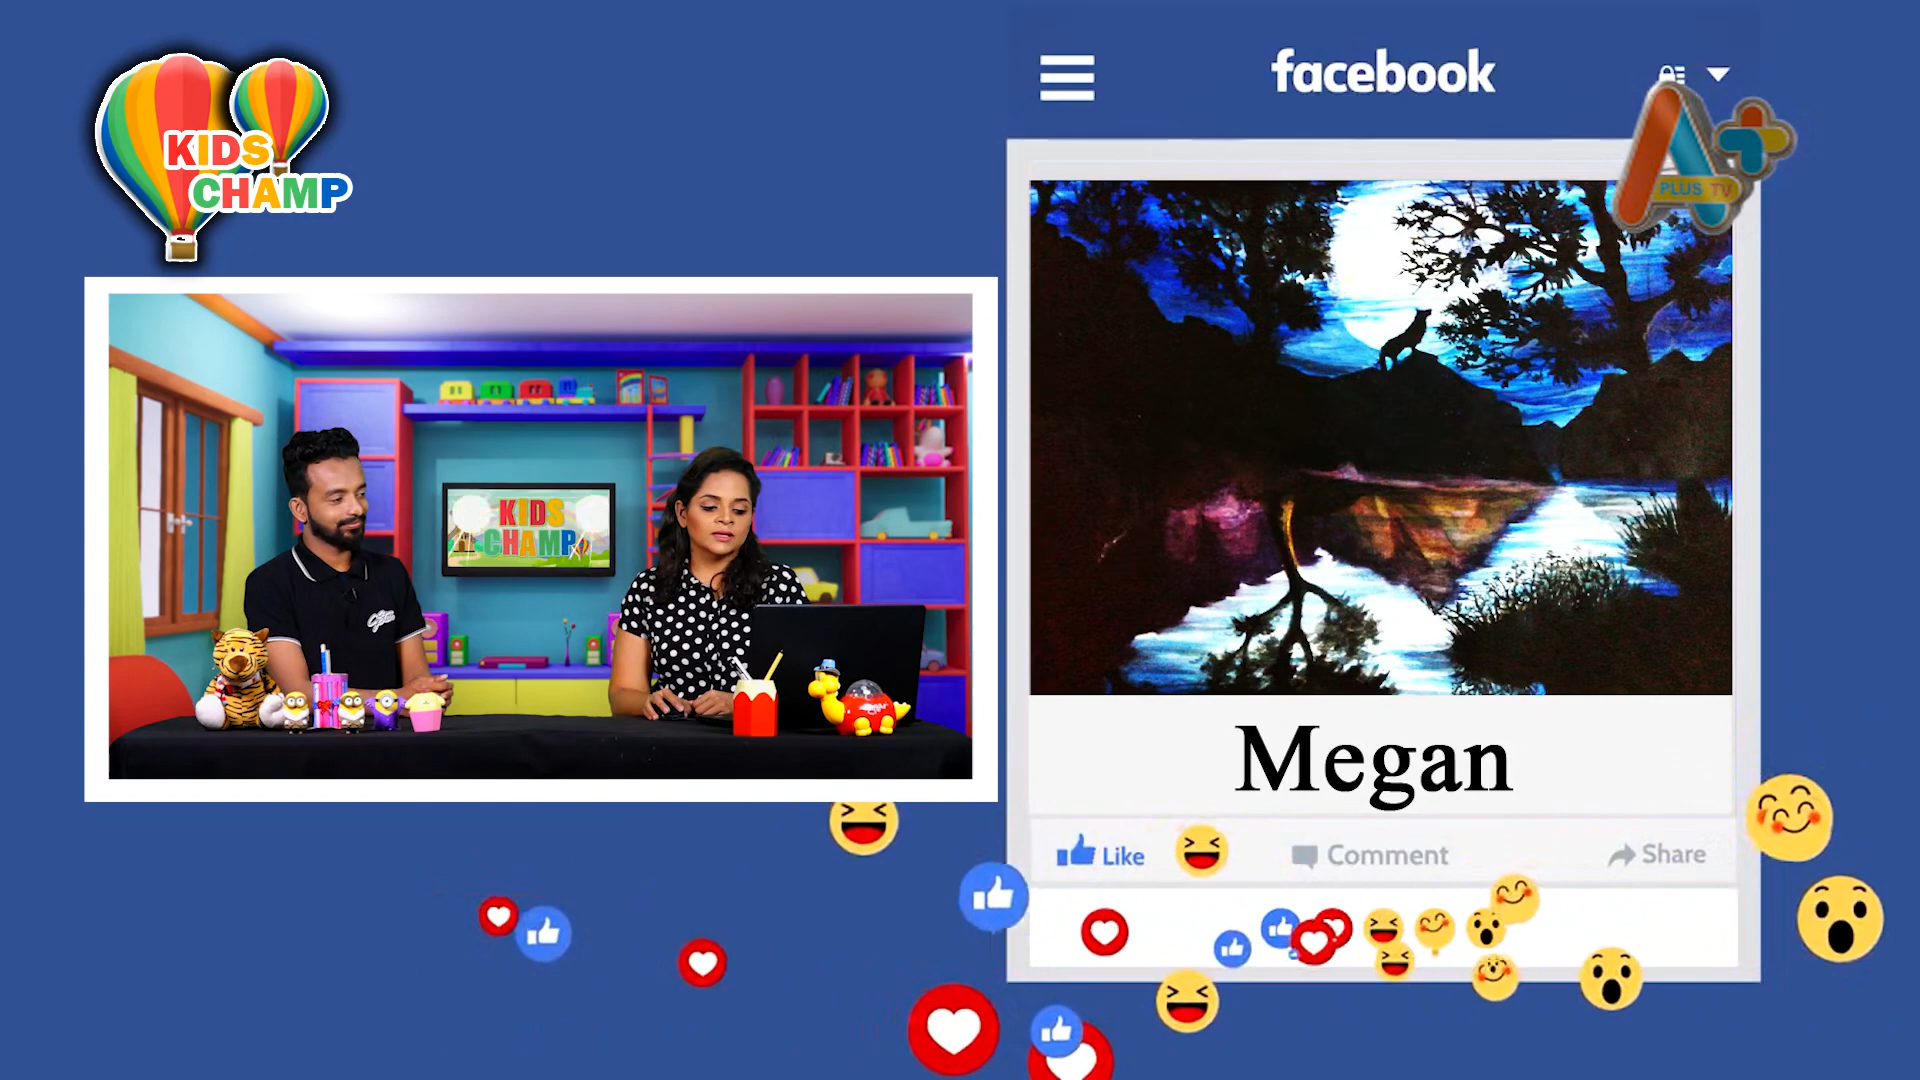 KIDS
CHAMP
facebook
A+
PLUS TV
KIDS
CHAMP
Megan
Like
Comment
Share